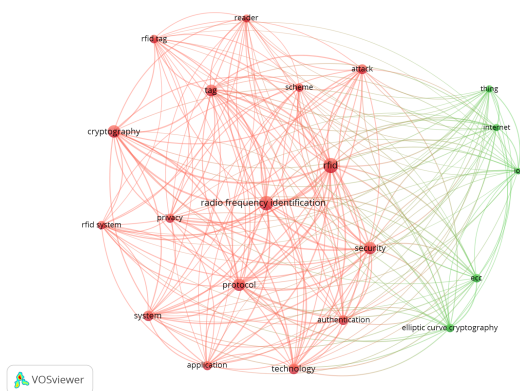 reader
rfid tag
attack
tag
scheme
thing
internet
cryptography
rfid
radio frequency identification
privacy
rfid system
security
ecc
protocol
system
authentication
elliptic curve cryptography
application
technology
VOSviewer